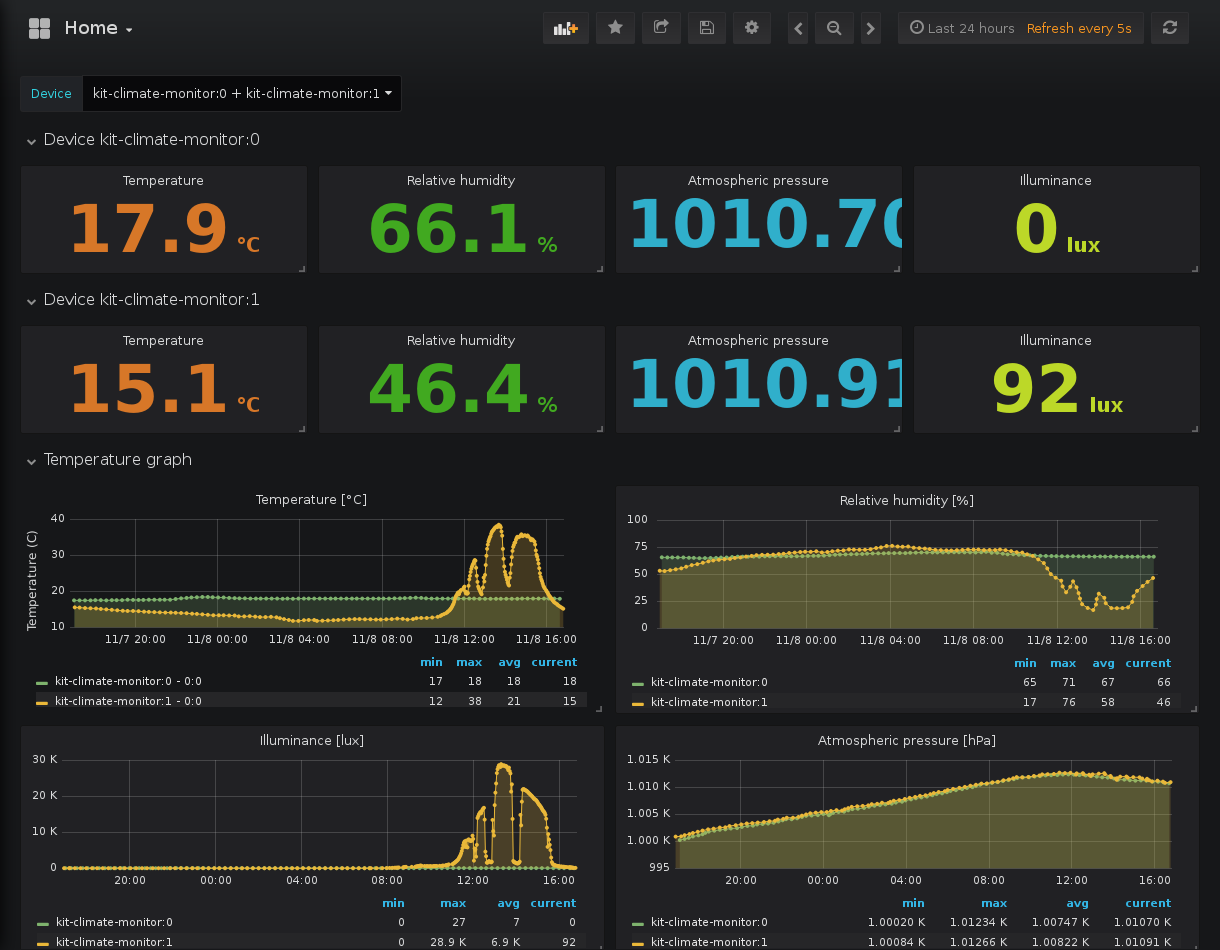 Home
Last 24 hours Refresh every 5s
Device kit-climate-monitor:0 + kit-climate-monitor:1
Device kit-climate-monitor:0
Temperature Relative humidity Atmospheric pressure Illuminance
17.9 °C 66.1 % 1010.70 0 lux
Device kit-climate-monitor:1
Temperature Relative humidity Atmospheric pressure Illuminance
15.1 °C 46.4 % 1010.91 92 lux
Temperature graph
Temperature [°C]
Temperature (C)
40
30
20
10
11/7 20:00 11/8 00:00 11/8 04:00 11/8 08:00 11/8 12:00 11/8 16:00
min max avg current
kit-climate-monitor:0 - 0:0 17 18 18 18
kit-climate-monitor:1 - 0:0 12 38 21 15
Relative humidity [%]
100
75
50
25
0
11/7 20:00 11/8 00:00 11/8 04:00 11/8 08:00 11/8 12:00 11/8 16:00
min max avg current
kit-climate-monitor:0 65 71 67 66
kit-climate-monitor:1 17 76 58 46
Illuminance [lux]
30 K
20 K
10 K
0
20:00 00:00 04:00 08:00 12:00 16:00
min max avg current
kit-climate-monitor:0 0 27 7 0
kit-climate-monitor:1 0 28.9 K 6.9 K 92
Atmospheric pressure [hPa]
1.015 K
1.010 K
1.005 K
1.000 K
995
20:00 00:00 04:00 08:00 12:00 16:00
min max avg current
kit-climate-monitor:0 1.00020 K 1.01234 K 1.00747 K 1.01070 K
kit-climate-monitor:1 1.00084 K 1.01266 K 1.00822 K 1.01091 K